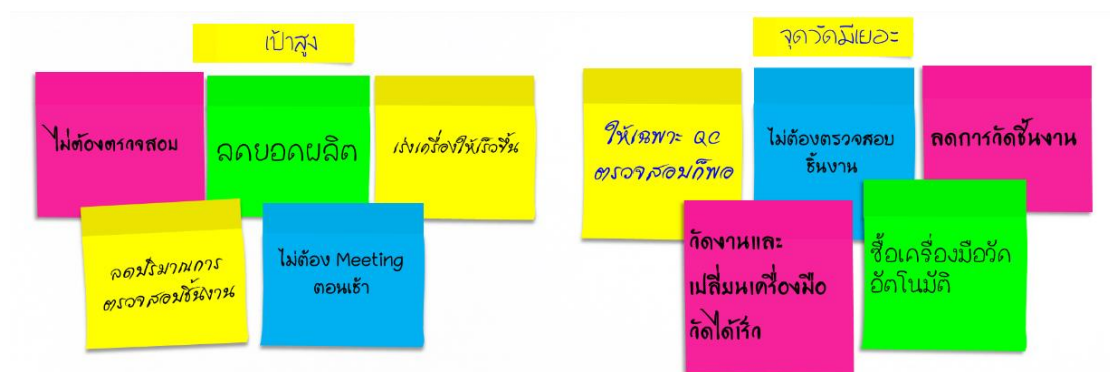 เป้าสูง
ไม่ต้องตรวจสอบ
ลดยอดผลิต
เร่งเครื่องให้เร็วขึ้น
ลดปริมาณการ
ตรวจสอบชิ้นงาน
ไม่ต้อง Meeting
ตอนเช้า
จุดวัดมีเยอะ
ให้เฉพาะ QC
ตรวจสอบก็พอ
ไม่ต้องตรวจสอบ
ชิ้นงาน
ลดการวัดชิ้นงาน
วัดงานและ
เปลี่ยนเครื่องมือ
วัดได้เร็ว
ซื้อเครื่องมือวัด
อัตโนมัติ